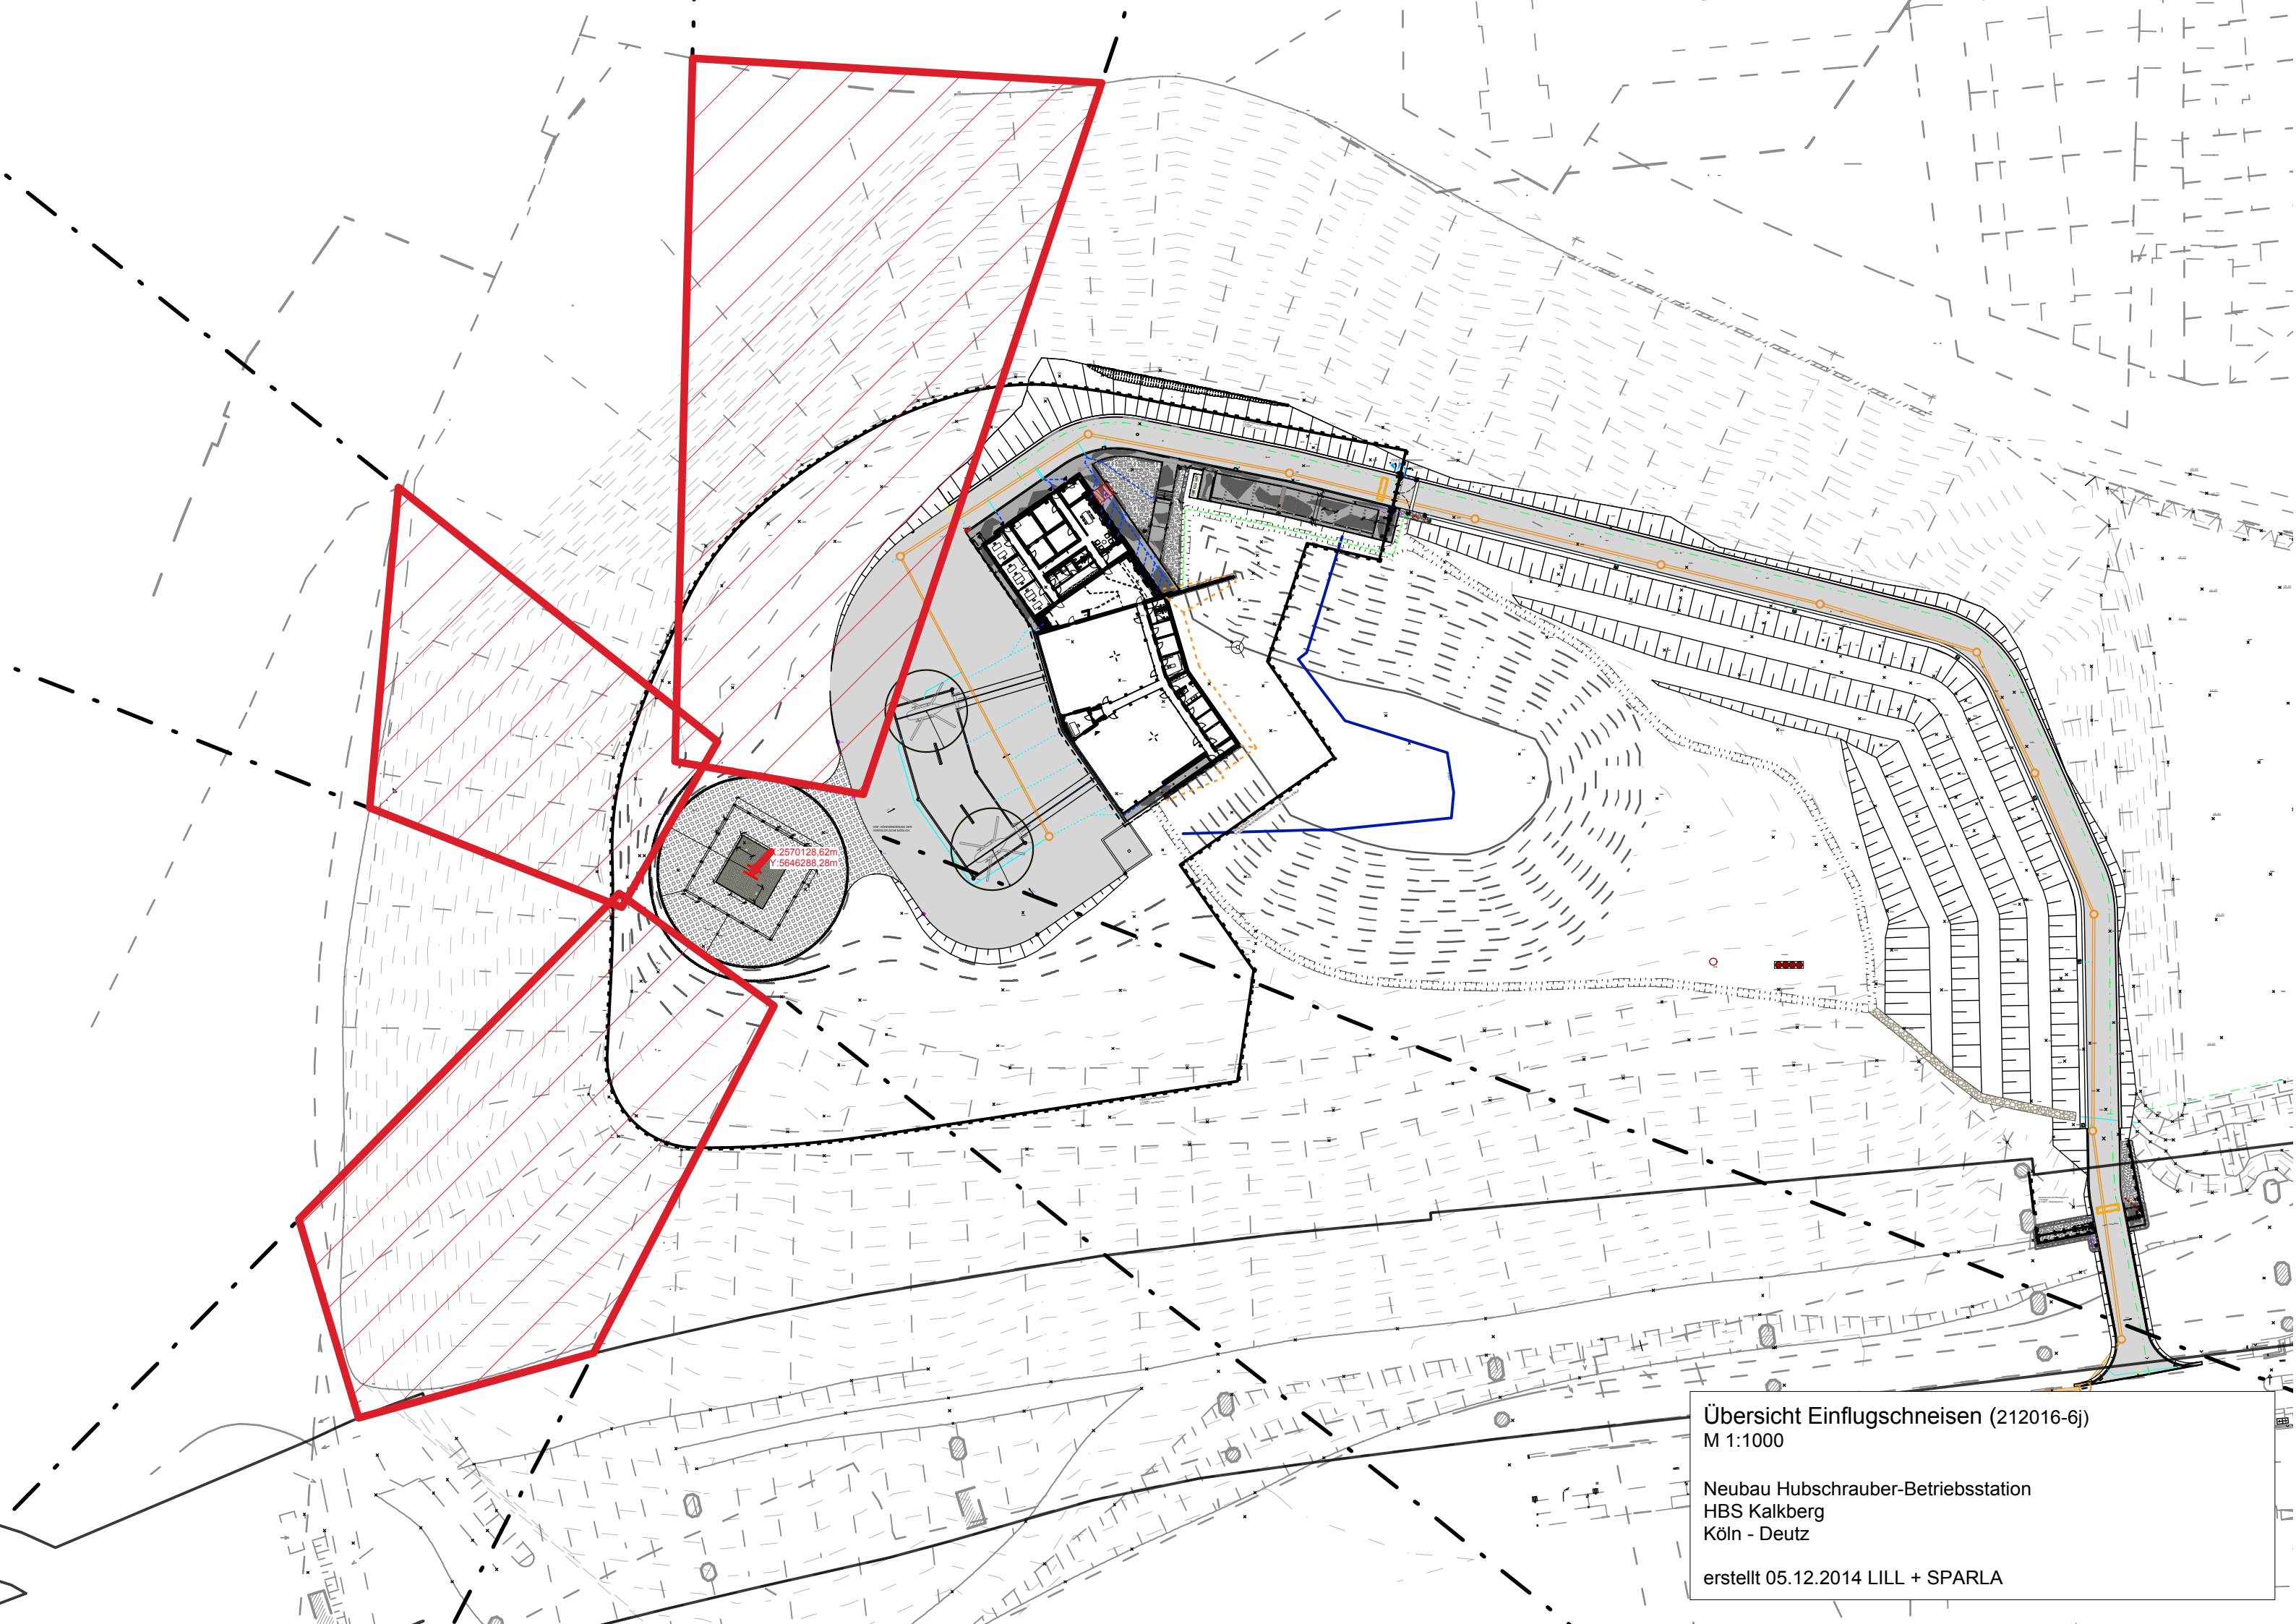 X:2570128,62m,
Y:5646288,28m
Übersicht Einflugschneisen (212016-6j)
M 1:1000
Neubau Hubschrauber-Betriebsstation
HBS Kalkberg
Köln - Deutz
erstellt 05.12.2014 LILL + SPARLA